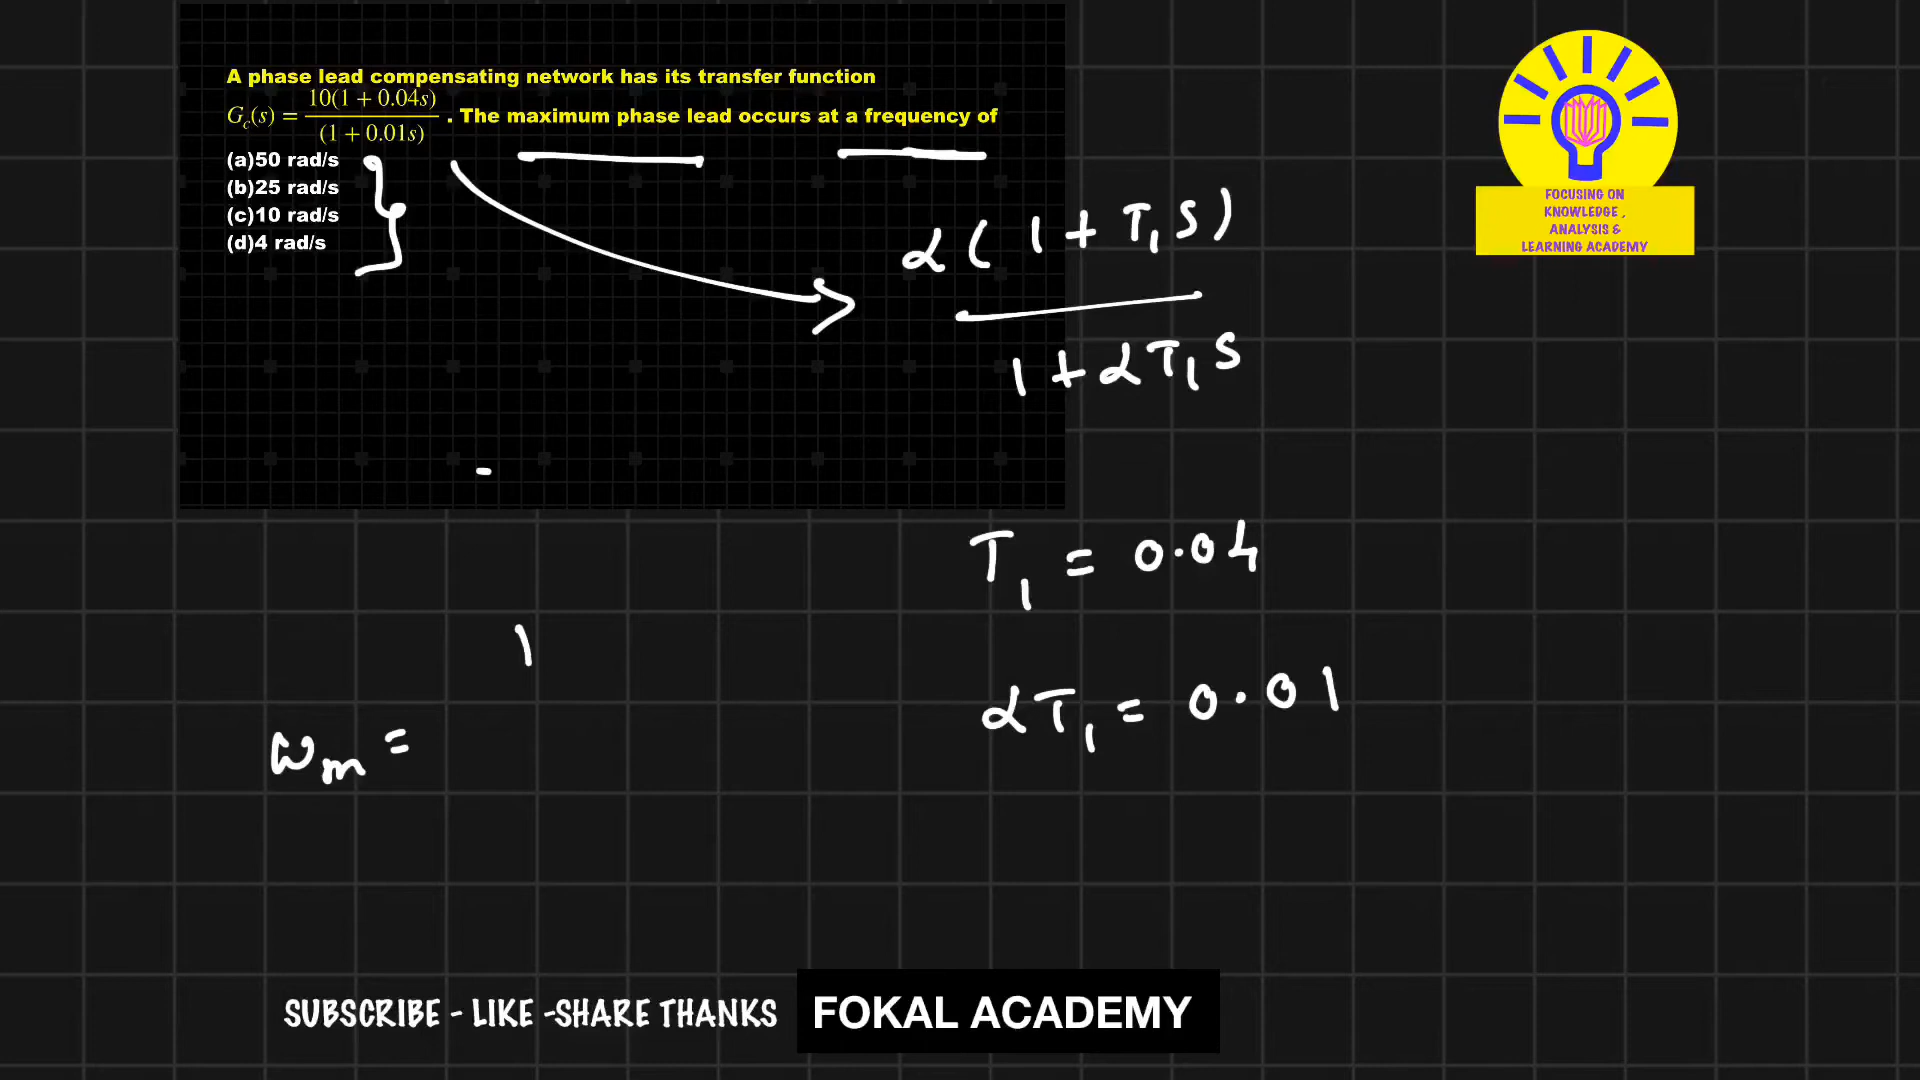 A phase lead compensating network has its transfer function
G_c(s) = \frac{10(1 + 0.04s)}{(1 + 0.01s)} . The maximum phase lead occurs at a frequency of
(a)50 rad/s
(b)25 rad/s
(c)10 rad/s
(d)4 rad/s
FOCUSING ON
KNOWLEDGE ,
ANALYSIS &
LEARNING ACADEMY
α(1+T₁S)
1+αT₁S
-
T₁ = 0.04
1
αT₁ = 0.01
ωm =
SUBSCRIBE - LIKE -SHARE THANKS
FOKAL ACADEMY